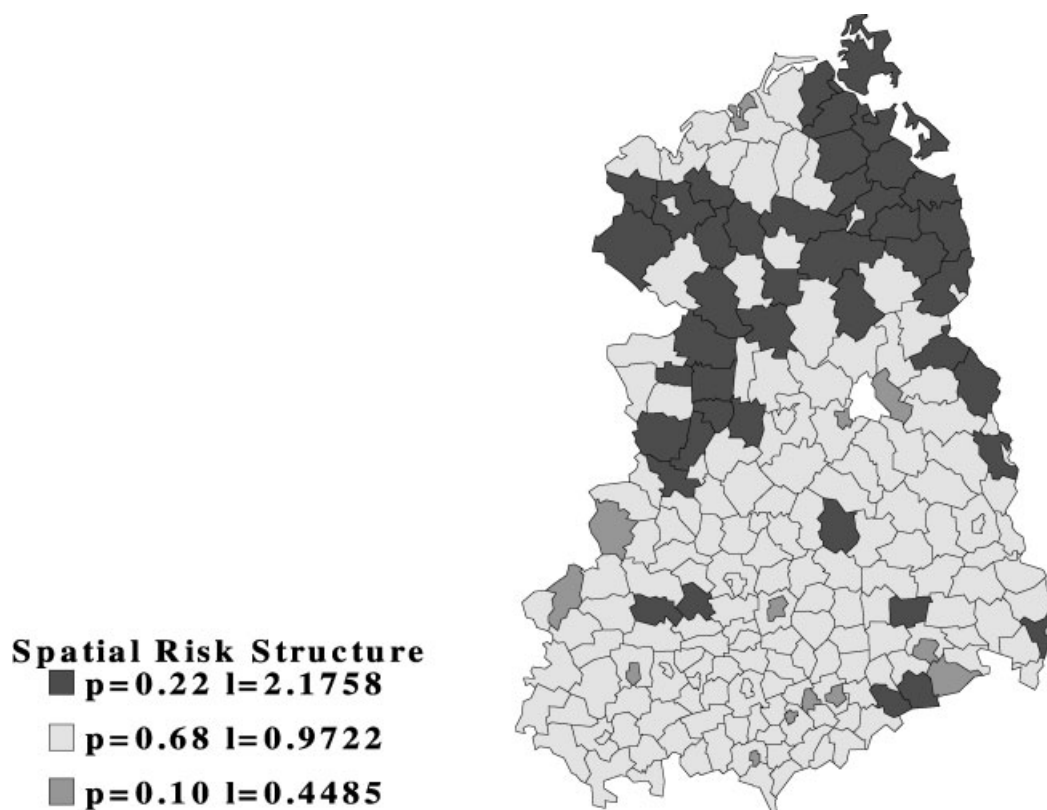 Spatial Risk Structure
p=0.22 l=2.1758
p=0.68 l=0.9722
p=0.10 l=0.4485